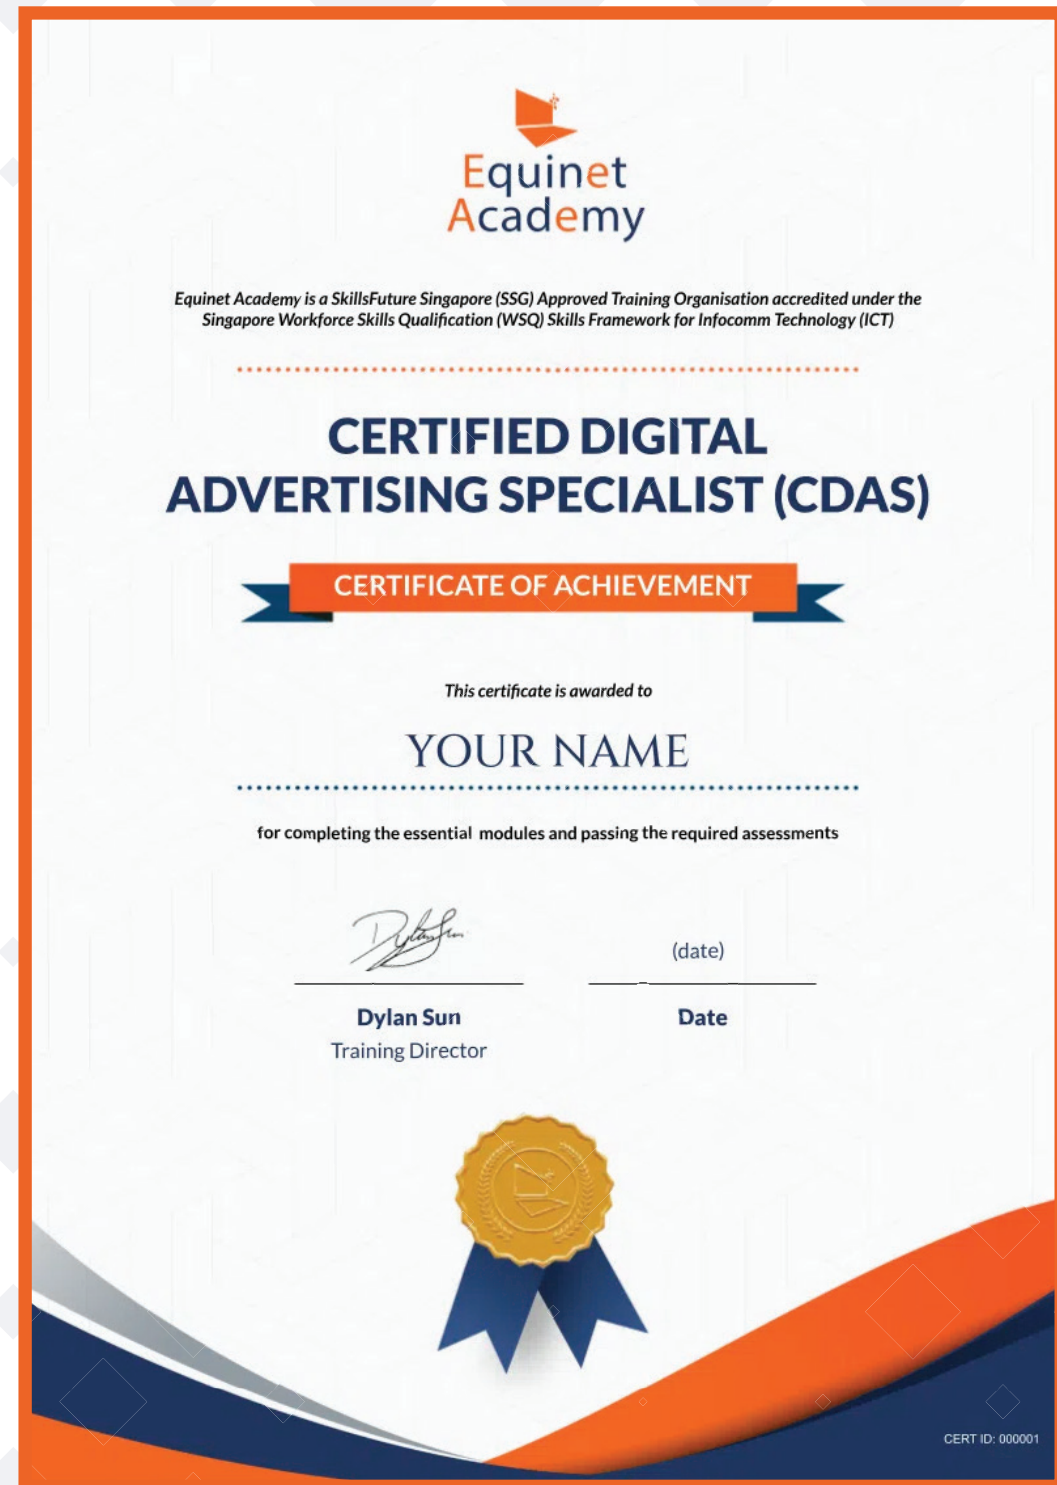 Equinet
Academy
Equinet Academy is a SkillsFuture Singapore (SSG) Approved Training Organisation accredited under the
Singapore Workforce Skills Qualification (WSQ) Skills Framework for Infocomm Technology (ICT)
CERTIFIED DIGITAL
ADVERTISING SPECIALIST (CDAS)
CERTIFICATE OF ACHIEVEMENT
This certificate is awarded to
YOUR NAME
for completing the essential modules and passing the required assessments
Dylan Sun
(date)
Dylan Sun
Date
Training Director
CERT ID: 000001